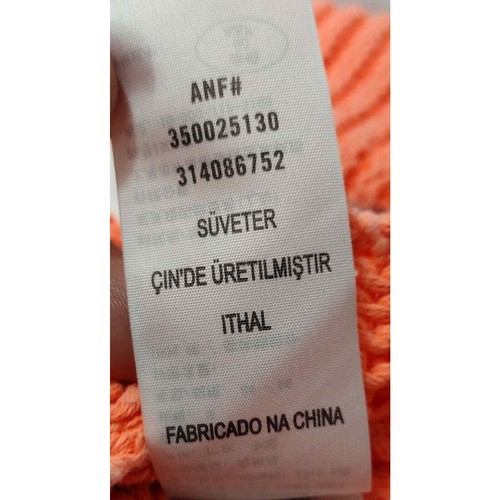 ANF#
350025130
314086752
SÜVETER
ÇIN'DE ÜRETILMIŞTIR
ITHAL
FABRICADO NA CHINA